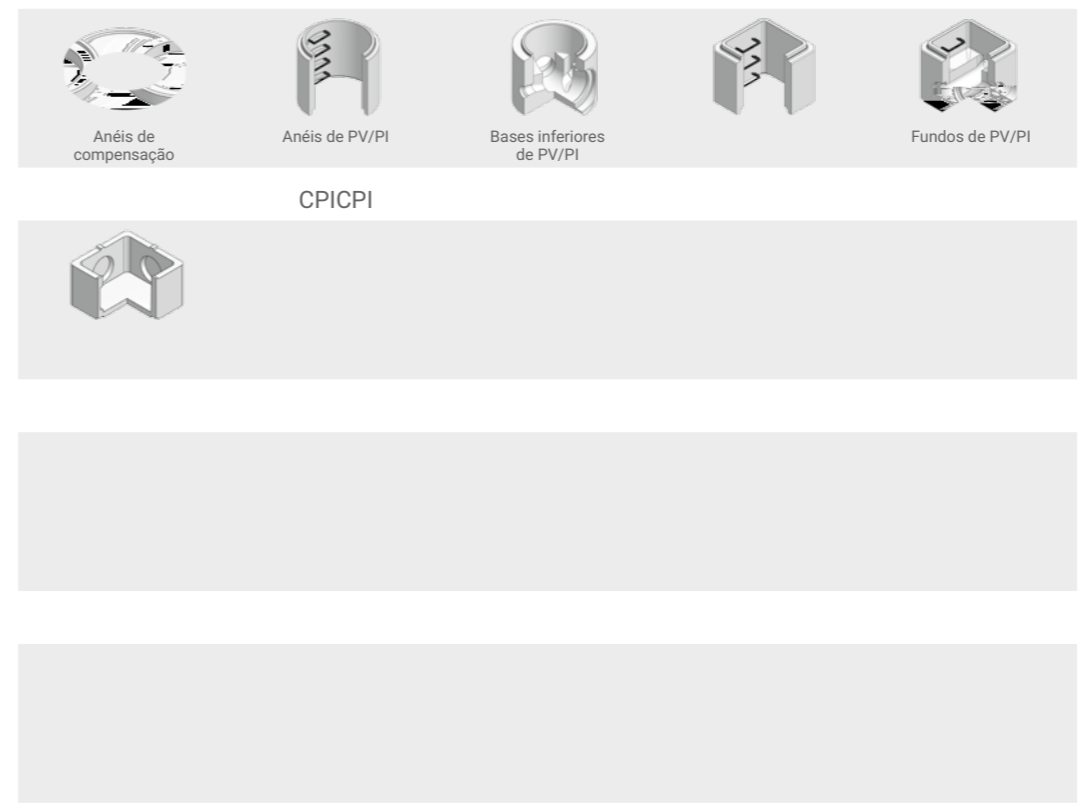 Anéis de
compensação
Anéis de PV/PI
Bases inferiores
de PV/PI
Fundos de PV/PI
CPICPI